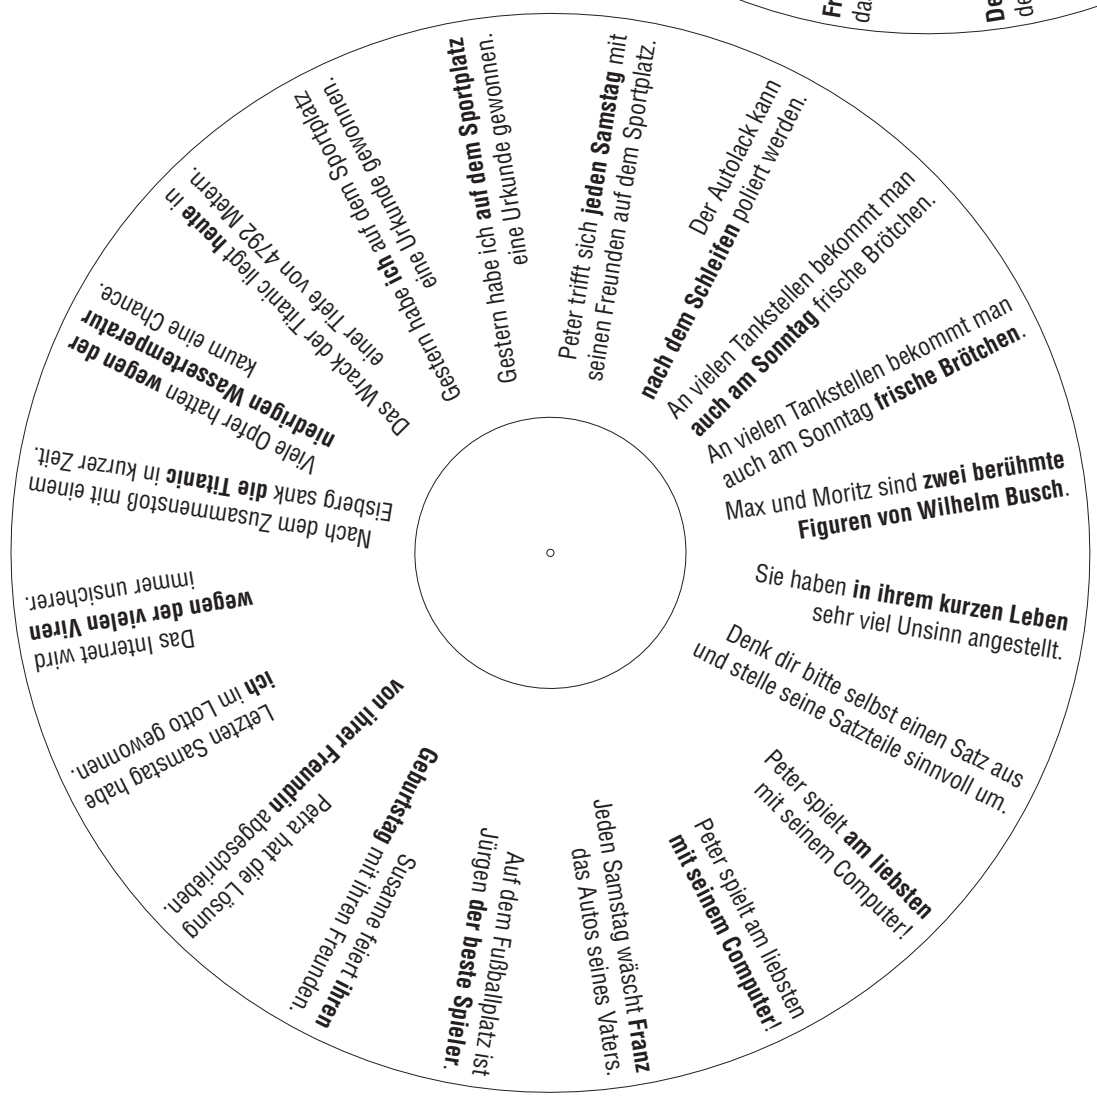 Fr
da
De
de
Gestern habe ich auf dem Sportplatz
eine Urkunde gewonnen.
Peter trifft sich jeden Samstag mit
seinen Freunden auf dem Sportplatz.
Der Autolack kann
nach dem Schleifen poliert werden.
An vielen Tankstellen bekommt man
auch am Sonntag frische Brötchen.
An vielen Tankstellen bekommt man
auch am Sonntag frische Brötchen.
Max und Moritz sind zwei berühmte
Figuren von Wilhelm Busch.
Sie haben in ihrem kurzen Leben
sehr viel Unsinn angestellt.
Denk dir bitte selbst einen Satz aus
und stelle seine Satzteile sinnvoll um.
Peter spielt am liebsten
mit seinem Computer!
Peter spielt am liebsten
mit seinem Computer!
Jeden Samstag wäscht Franz
das Autos seines Vaters.
Auf dem Fußballplatz ist
Jürgen der beste Spieler.
Susanne feiert ihren
Geburtstag mit ihren Freunden.
Petra hat die Lösung
von ihrer Freundin abgeschrieben.
Letzten Samstag habe
ich im Lotto gewonnen.
Das Internet wird
wegen der vielen Viren
immer unsicherer.
Nach dem Zusammenstoß mit einem
Eisberg sank die Titanic in kurzer Zeit.
Viele Opfer hatten wegen der
niedrigen Wassertemperatur
kaum eine Chance.
Das Wrack der Titanic liegt heute in
einer Tiefe von 4792 Metern.
Gestern habe ich auf dem Sportplatz
eine Urkunde gewonnen.